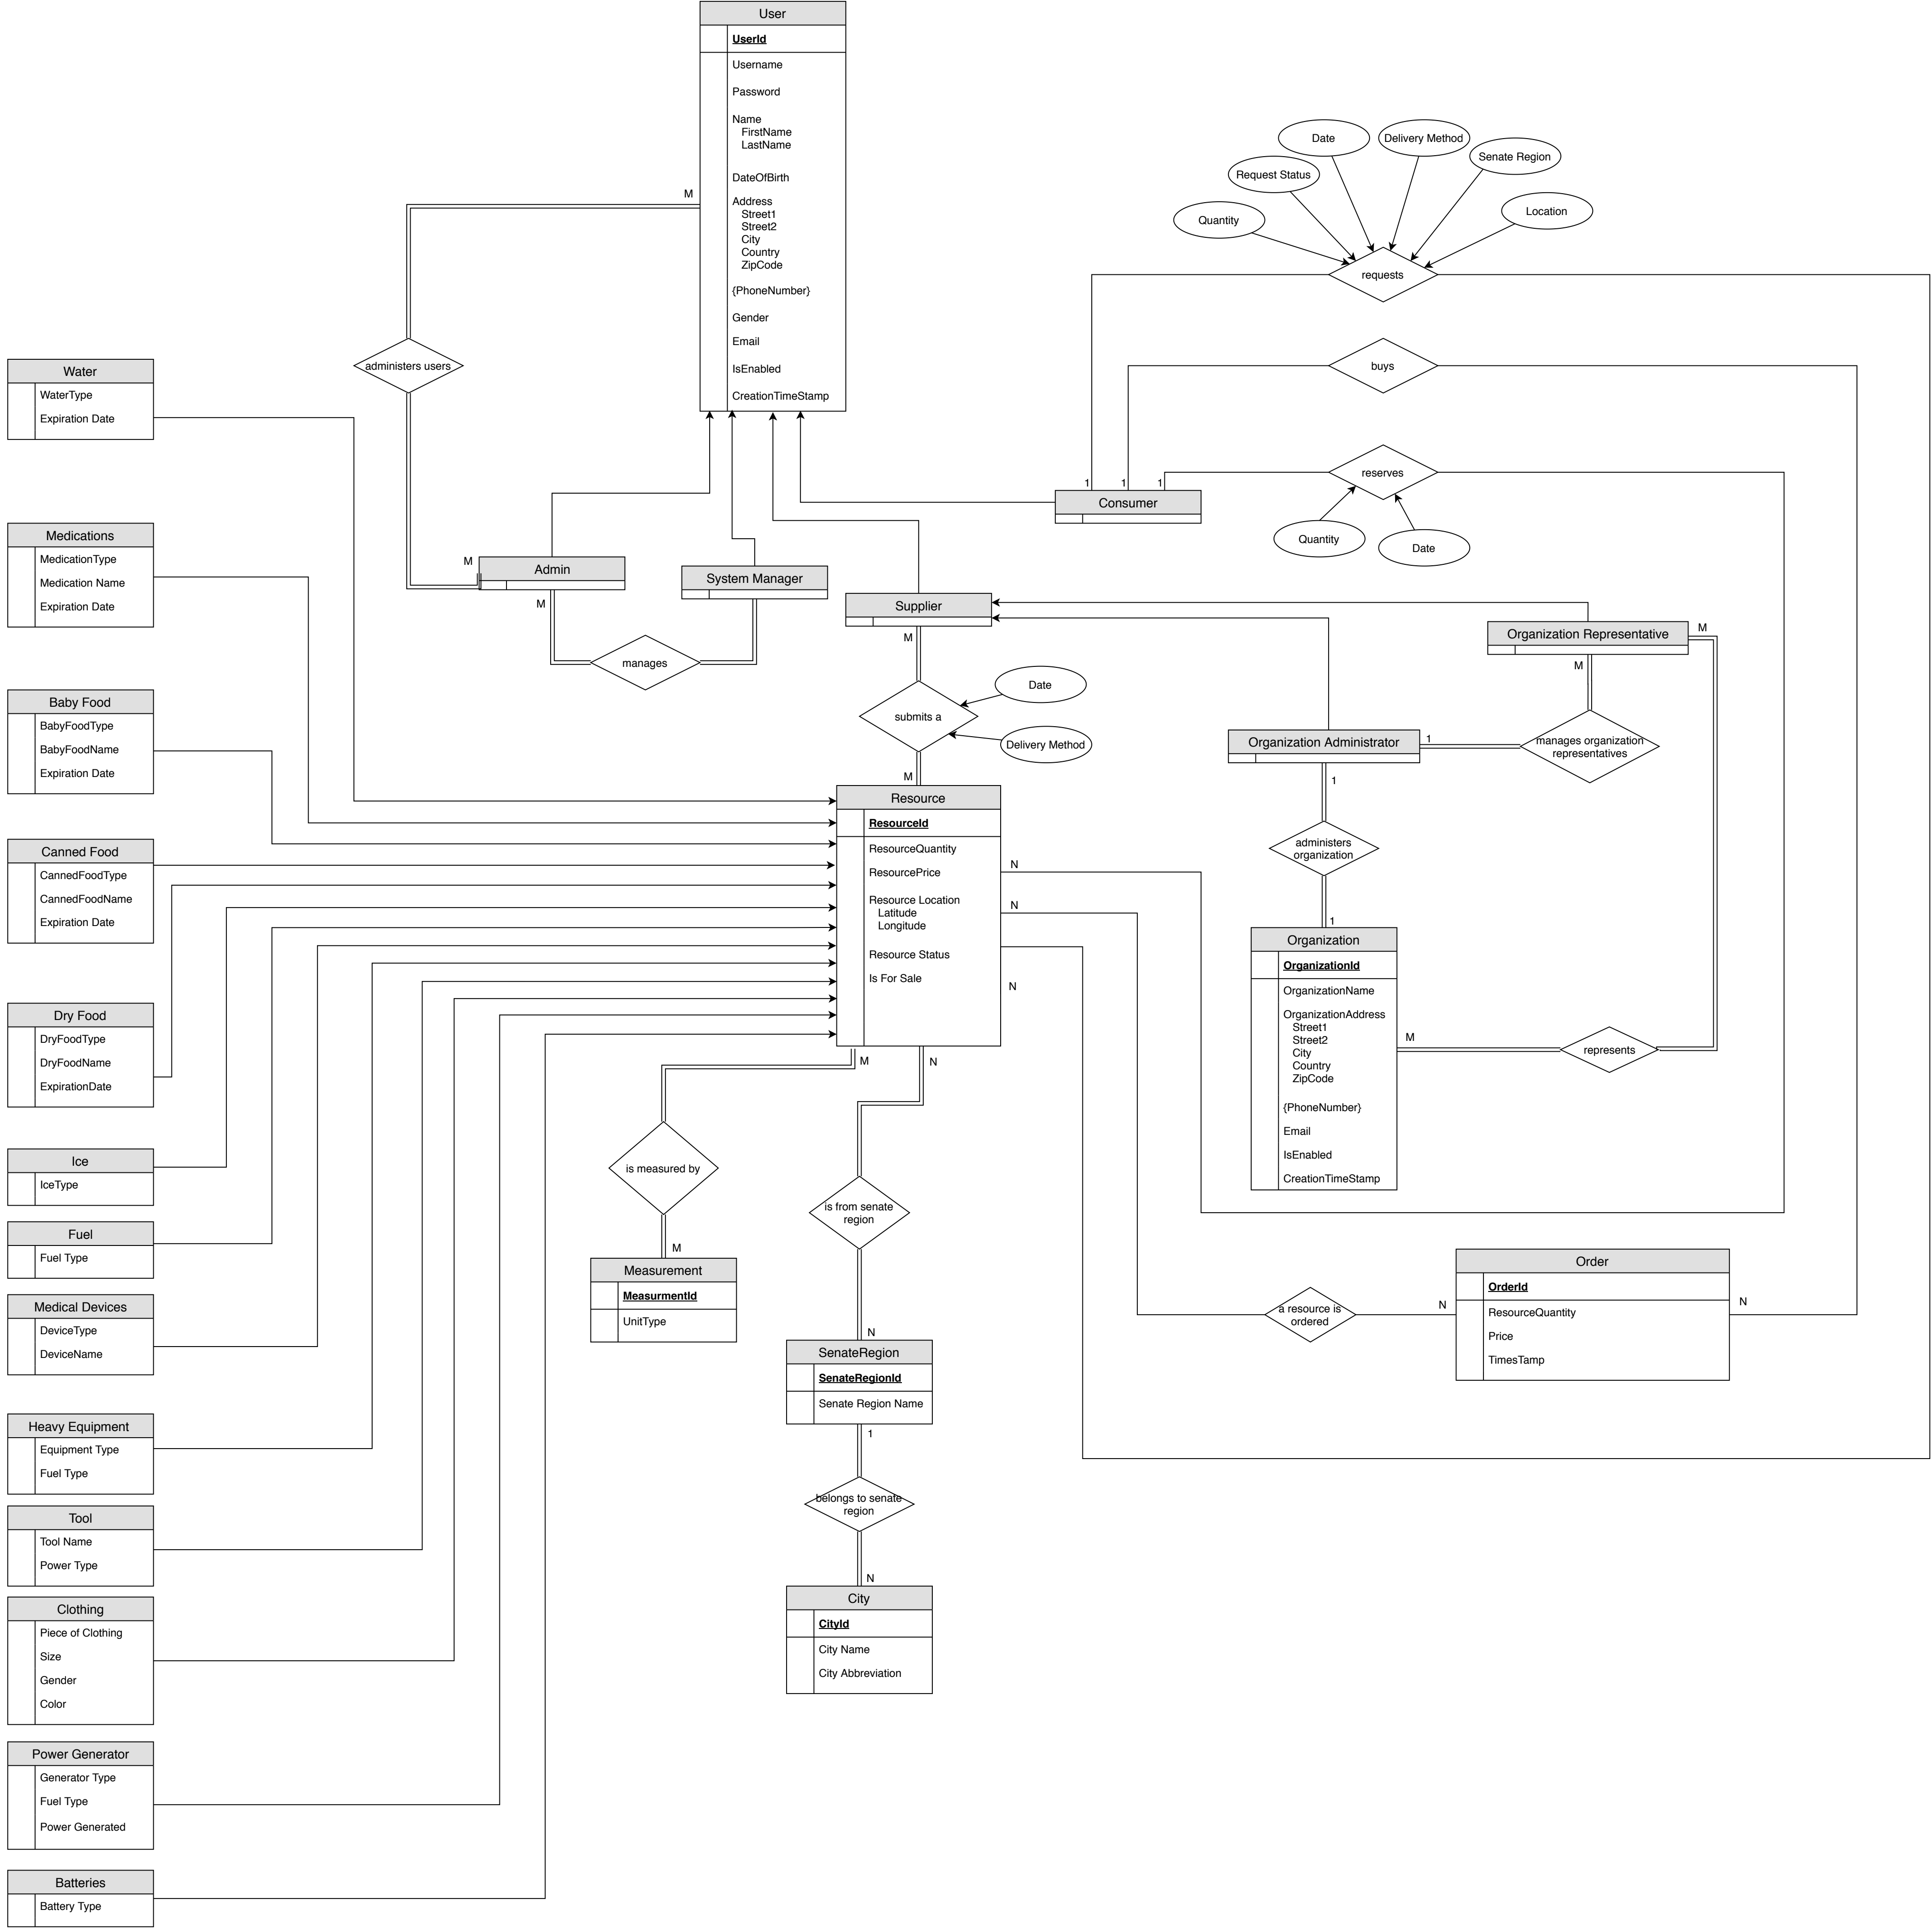 User
UserId
Username
Password
Name
FirstName
LastName
DateOfBirth
Address
Street1
Street2
City
Country
ZipCode
{PhoneNumber}
Gender
Email
IsEnabled
CreationTimeStamp
M
administers users
M
Date
Delivery Method
Senate Region
Request Status
Quantity
Location
requests
buys
reserves
1
1
1
Consumer
Quantity
Date
Admin
M
System Manager
manages
Supplier
M
submits a
Date
Delivery Method
M
Organization Representative
M
M
Organization Administrator
1
manages organization
representatives
1
administers
organization
1
Organization
OrganizationId
OrganizationName
OrganizationAddress
Street1
Street2
City
Country
ZipCode
{PhoneNumber}
Email
IsEnabled
CreationTimeStamp
M
represents
Water
WaterType
Expiration Date
Medications
MedicationType
Medication Name
Expiration Date
Baby Food
BabyFoodType
BabyFoodName
Expiration Date
Canned Food
CannedFoodType
CannedFoodName
Expiration Date
Dry Food
DryFoodType
DryFoodName
ExpirationDate
Ice
IceType
Fuel
Fuel Type
Medical Devices
DeviceType
DeviceName
Heavy Equipment
Equipment Type
Fuel Type
Tool
Tool Name
Power Type
Clothing
Piece of Clothing
Size
Gender
Color
Power Generator
Generator Type
Fuel Type
Power Generated
Batteries
Battery Type
Resource
ResourceId
ResourceQuantity
ResourcePrice
Resource Location
Latitude
Longitude
Resource Status
Is For Sale
N
N
N
M
N
is measured by
M
Measurement
MeasurmentId
UnitType
is from senate
region
N
SenateRegion
SenateRegionId
Senate Region Name
1
belongs to senate
region
N
City
CityId
City Name
City Abbreviation
a resource is
ordered
N
Order
OrderId
ResourceQuantity
Price
TimesTamp
N